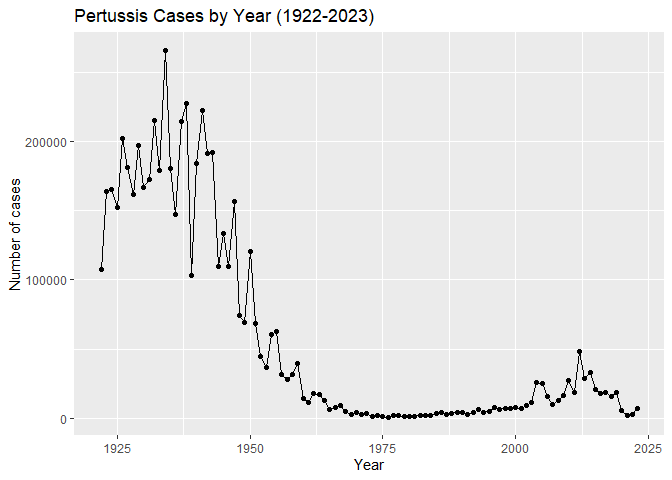 Pertussis Cases by Year (1922-2023)
Number of cases
200000
100000
0
1925
1950
1975
2000
2025
Year